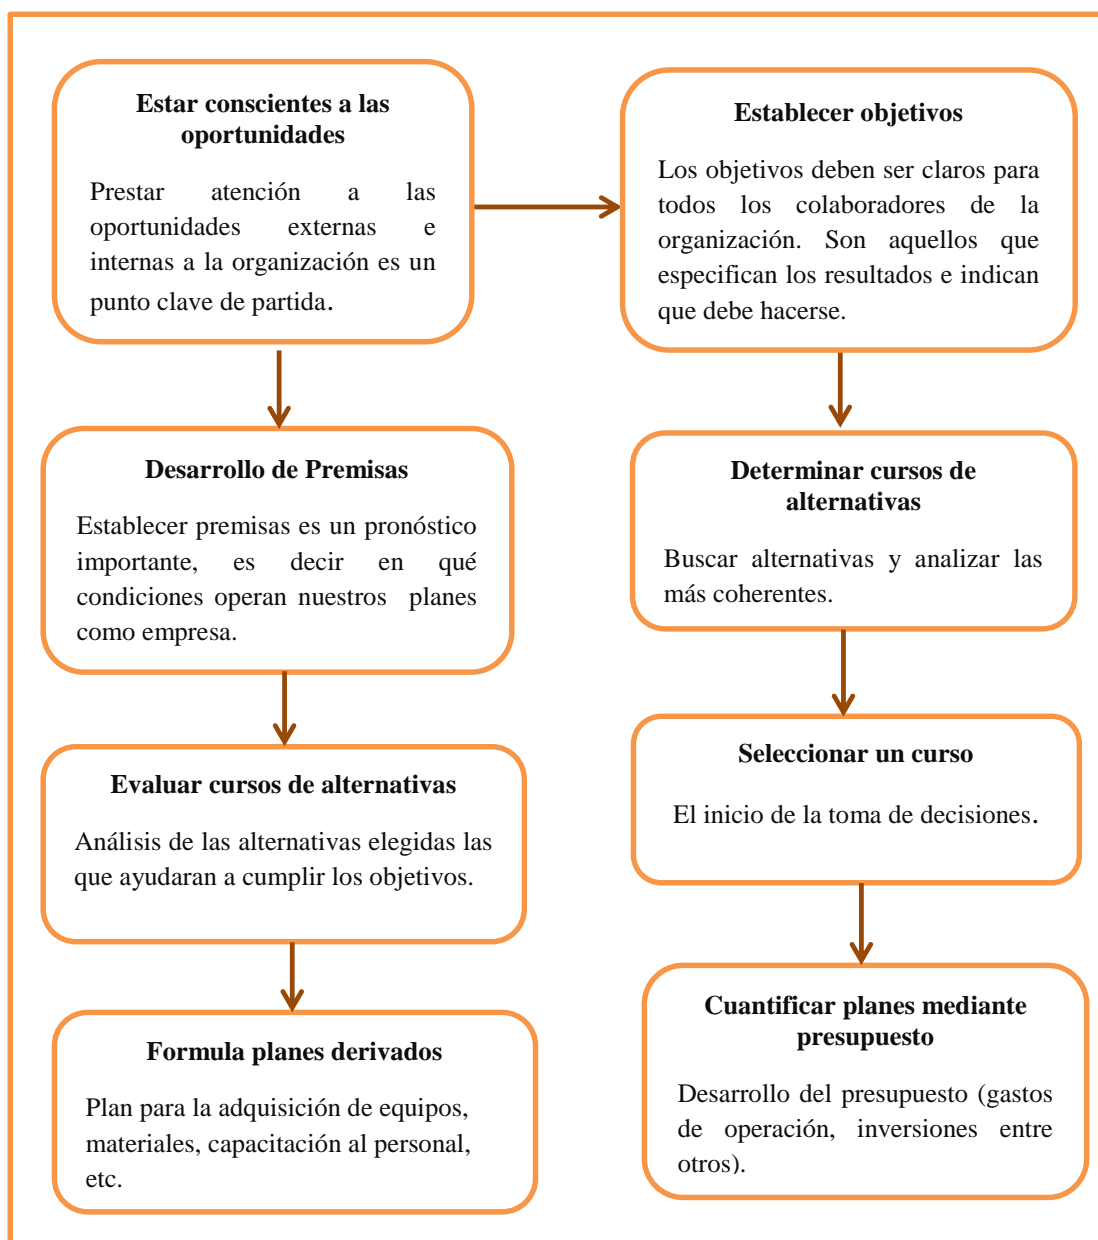 Estar conscientes a las
oportunidades
Prestar atención a las
oportunidades externas e
internas a la organización es un
punto clave de partida.
Establecer objetivos
Los objetivos deben ser claros para
todos los colaboradores de la
organización. Son aquellos que
especifican los resultados e indican
que debe hacerse.
Desarrollo de Premisas
Establecer premisas es un pronóstico
importante, es decir en qué
condiciones operan nuestros planes
como empresa.
Determinar cursos de
alternativas
Buscar alternativas y analizar las
más coherentes.
Evaluar cursos de alternativas
Análisis de las alternativas elegidas las
que ayudaran a cumplir los objetivos.
Seleccionar un curso
El inicio de la toma de decisiones.
Formula planes derivados
Plan para la adquisición de equipos,
materiales, capacitación al personal,
etc.
Cuantificar planes mediante
presupuesto
Desarrollo del presupuesto (gastos
de operación, inversiones entre
otros).